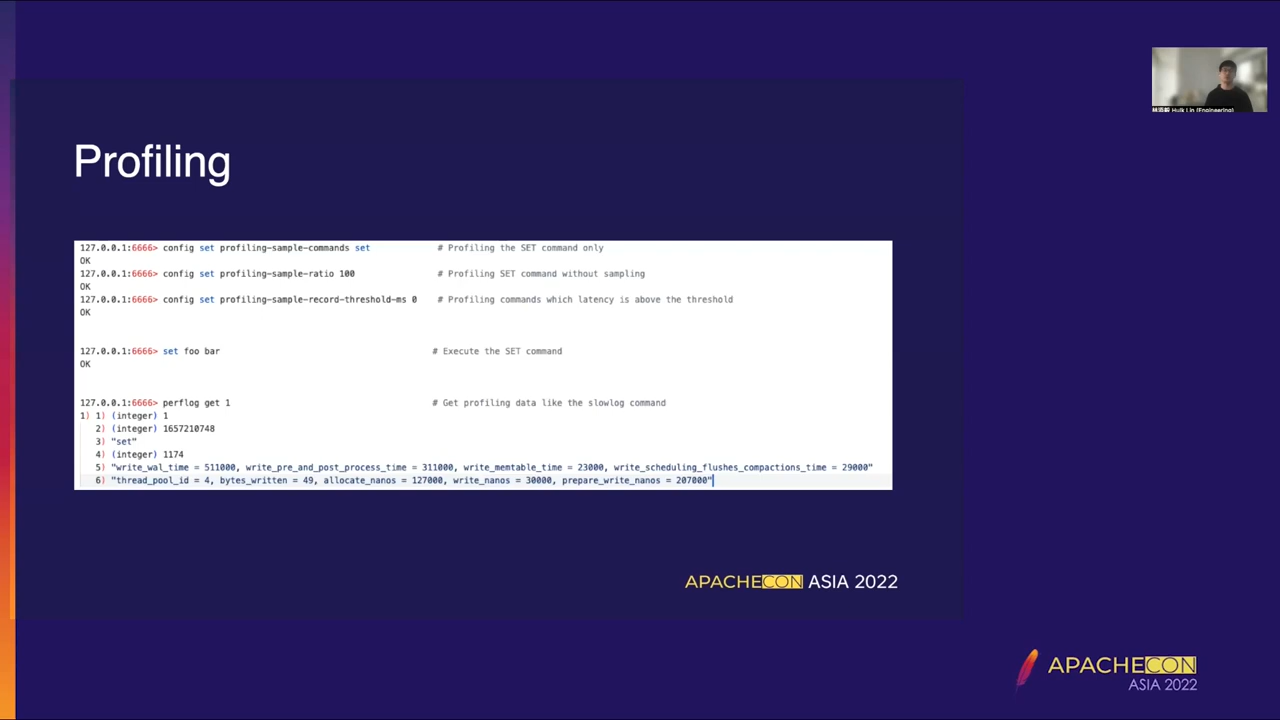 Profiling
127.0.0.1:6666> config set profiling-sample-commands set # Profiling the SET command only
OK
127.0.0.1:6666> config set profiling-sample-ratio 100 # Profiling SET command without sampling
OK
127.0.0.1:6666> config set profiling-sample-record-threshold-ms 0 # Profiling commands which latency is above the threshold
OK
127.0.0.1:6666> set foo bar # Execute the SET command
OK
127.0.0.1:6666> perflog get 1 # Get profiling data like the slowlog command
1) 1) (integer) 1
2) (integer) 1657210748
3) "set"
4) (integer) 1174
5) "write_wal_time = 511000, write_pre_and_post_process_time = 311000, write_memtable_time = 23000, write_scheduling_flushes_compactions_time = 29000"
6) "thread_pool_id = 4, bytes_written = 49, allocate_nanos = 127000, write_nanos = 30000, prepare_write_nanos = 207000"
APACHECON ASIA 2022
Hulk Lin (Engineering)
APACHECON
ASIA 2022